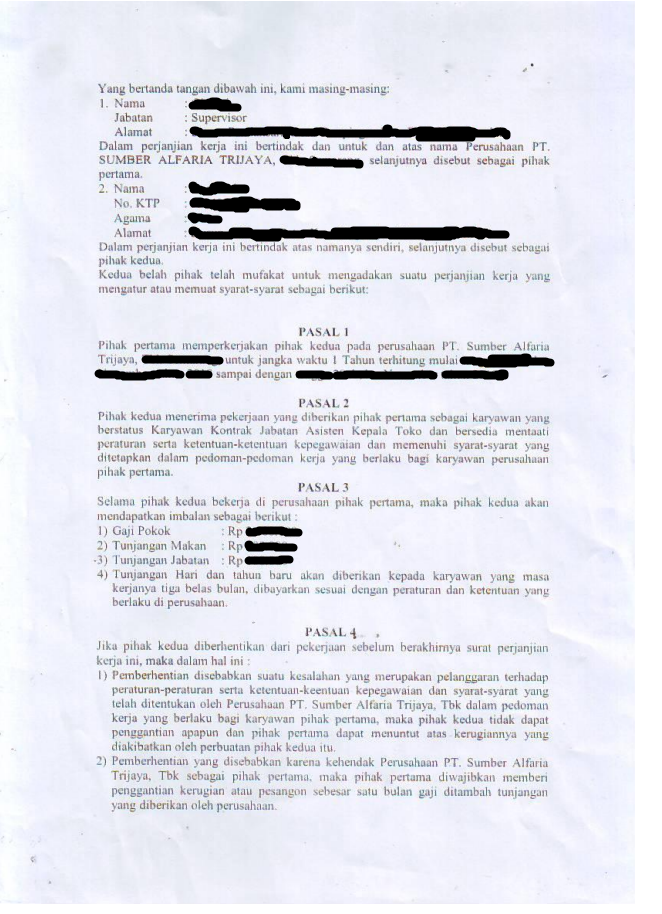 Yang bertanda tangan dibawah ini, kami masing-masing:
1. Nama :
Jabatan : Supervisor
Alamat :
Dalam perjanjian kerja ini bertindak dan untuk dan atas nama Perusahaan PT.
SUMBER ALFARIA TRIJAYA, selanjutnya disebut sebagai pihak
pertama.
2. Nama :
No. KTP :
Agama :
Alamat :
Dalam perjanjian kerja ini bertindak atas namanya sendiri, selanjutnya disebut sebagai
pihak kedua.
Kedua belah pihak telah mufakat untuk mengadakan suatu perjanjian kerja yang
mengatur atau memuat syarat-syarat sebagai berikut:
PASAL 1
Pihak pertama memperkerjakan pihak kedua pada perusahaan PT. Sumber Alfaria
Trijaya, untuk jangka waktu 1 Tahun terhitung mulai
sampai dengan
PASAL 2
Pihak kedua menerima pekerjaan yang diberikan pihak pertama sebagai karyawan yang
berstatus Karyawan Kontrak Jabatan Asisten Kepala Toko dan bersedia mentaati
peraturan serta ketentuan-ketentuan kepegawaian dan memenuhi syarat-syarat yang
ditetapkan dalam pedoman-pedoman kerja yang berlaku bagi karyawan perusahaan
pihak pertama.
PASAL 3
Selama pihak kedua bekerja di perusahaan pihak pertama, maka pihak kedua akan
mendapatkan imbalan sebagai berikut :
1) Gaji Pokok : Rp
2) Tunjangan Makan : Rp
3) Tunjangan Jabatan : Rp
4) Tunjangan Hari dan tahun baru akan diberikan kepada karyawan yang masa
kerjanya tiga belas bulan, dibayarkan sesuai dengan peraturan dan ketentuan yang
berlaku di perusahaan.
PASAL 4
Jika pihak kedua diberhentikan dari pekerjaan sebelum berakhirnya surat perjanjian
kerja ini, maka dalam hal ini :
1) Pemberhentian disebabkan suatu kesalahan yang merupakan pelanggaran terhadap
peraturan-peraturan serta ketentuan-keentuan kepegawaian dan syarat-syarat yang
telah ditentukan oleh Perusahaan PT. Sumber Alfaria Trijaya, Tbk dalam pedoman
kerja yang berlaku bagi karyawan pihak pertama, maka pihak kedua tidak dapat
penggantian apapun dan pihak pertama dapat menuntut atas kerugiannya yang
diakibatkan oleh perbuatan pihak kedua itu.
2) Pemberhentian yang disebabkan karena kehendak Perusahaan PT. Sumber Alfaria
Trijaya, Tbk sebagai pihak pertama, maka pihak pertama diwajibkan memberi
penggantian kerugian atau pesangon sebesar satu bulan gaji ditambah tunjangan
yang diberikan oleh perusahaan.